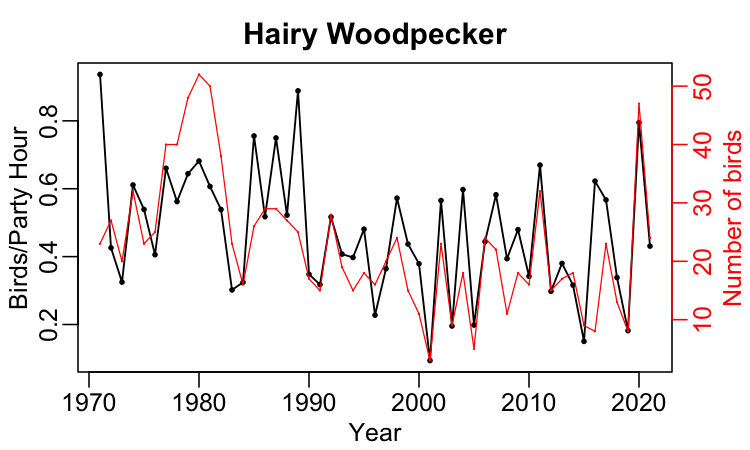 Hairy Woodpecker
Birds/Party Hour
0.2 0.4 0.6 0.8
10 20 30 40 50
Number of birds
1970 1980 1990 2000 2010 2020
Year